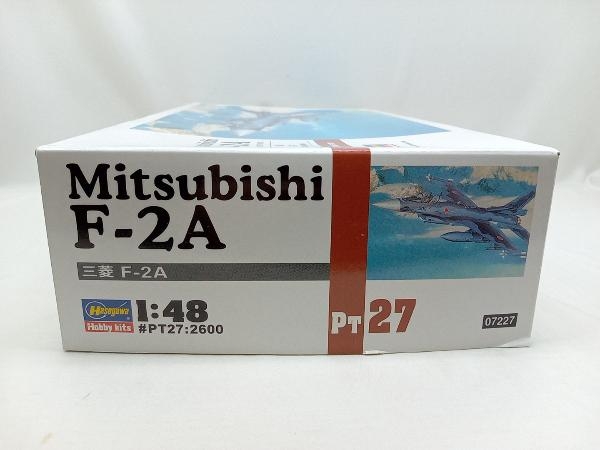 Mitsubishi
F-2A
三菱 F-2A
Hasegawa
Hobby kits
1:48
#PT27:2600
PT 27
07227